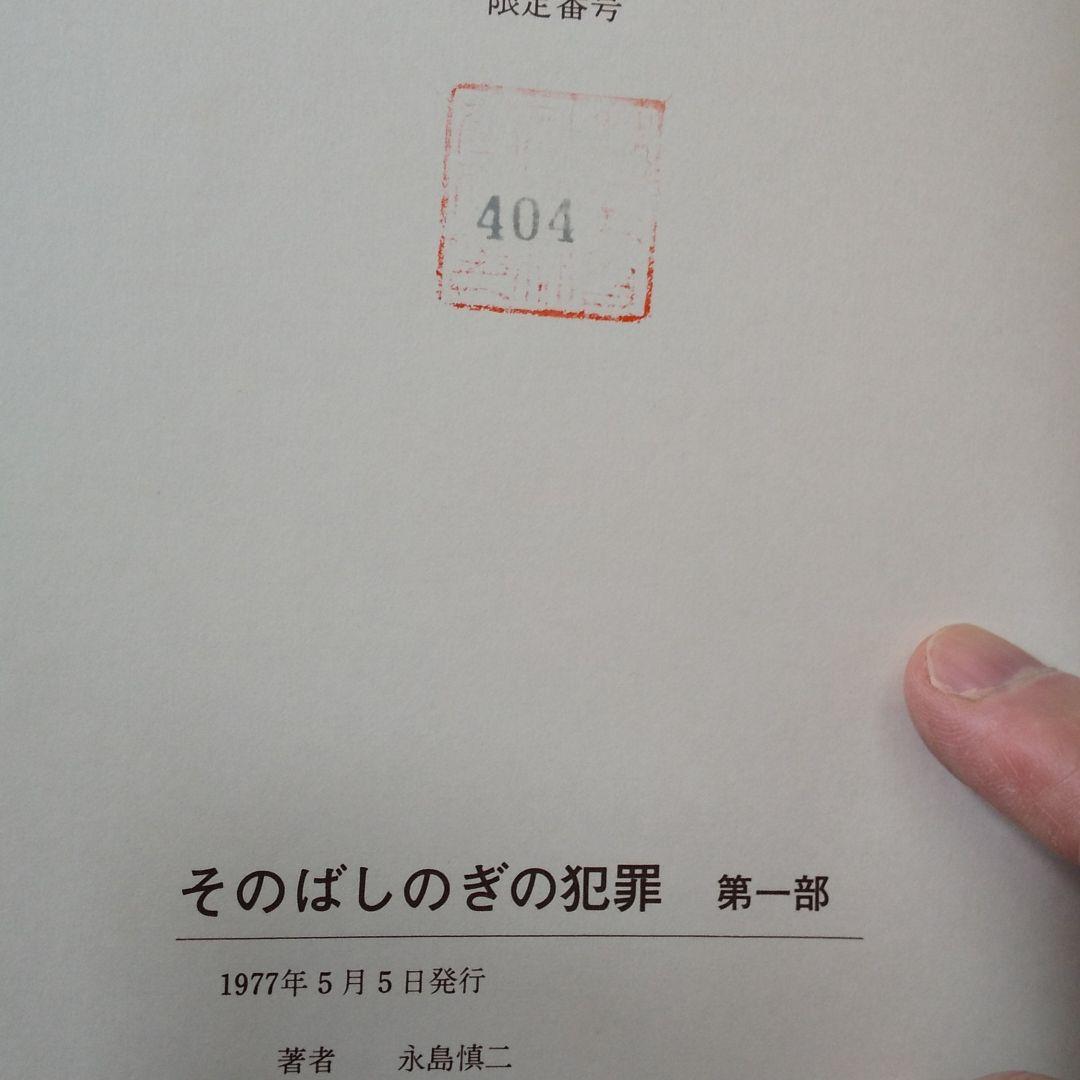 限定番号
404
そのばしのぎの犯罪 第一部
1977年5月5日発行
著者 永島慎二